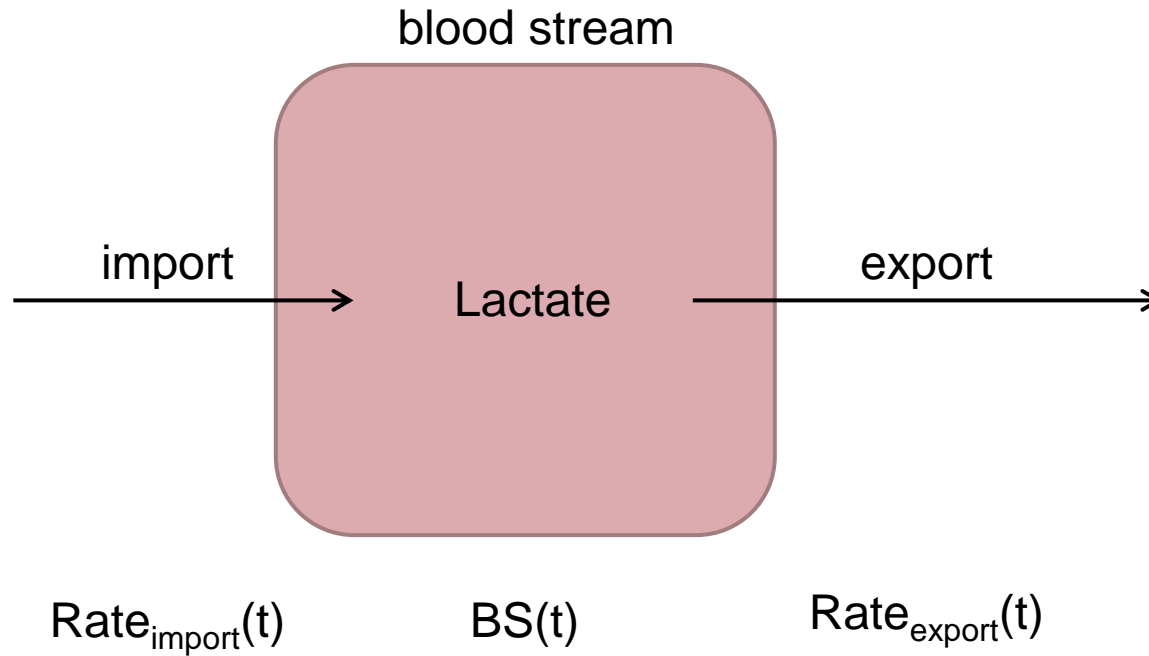 blood stream
import
export
Lactate
Rate_import(t)
BS(t)
Rate_export(t)